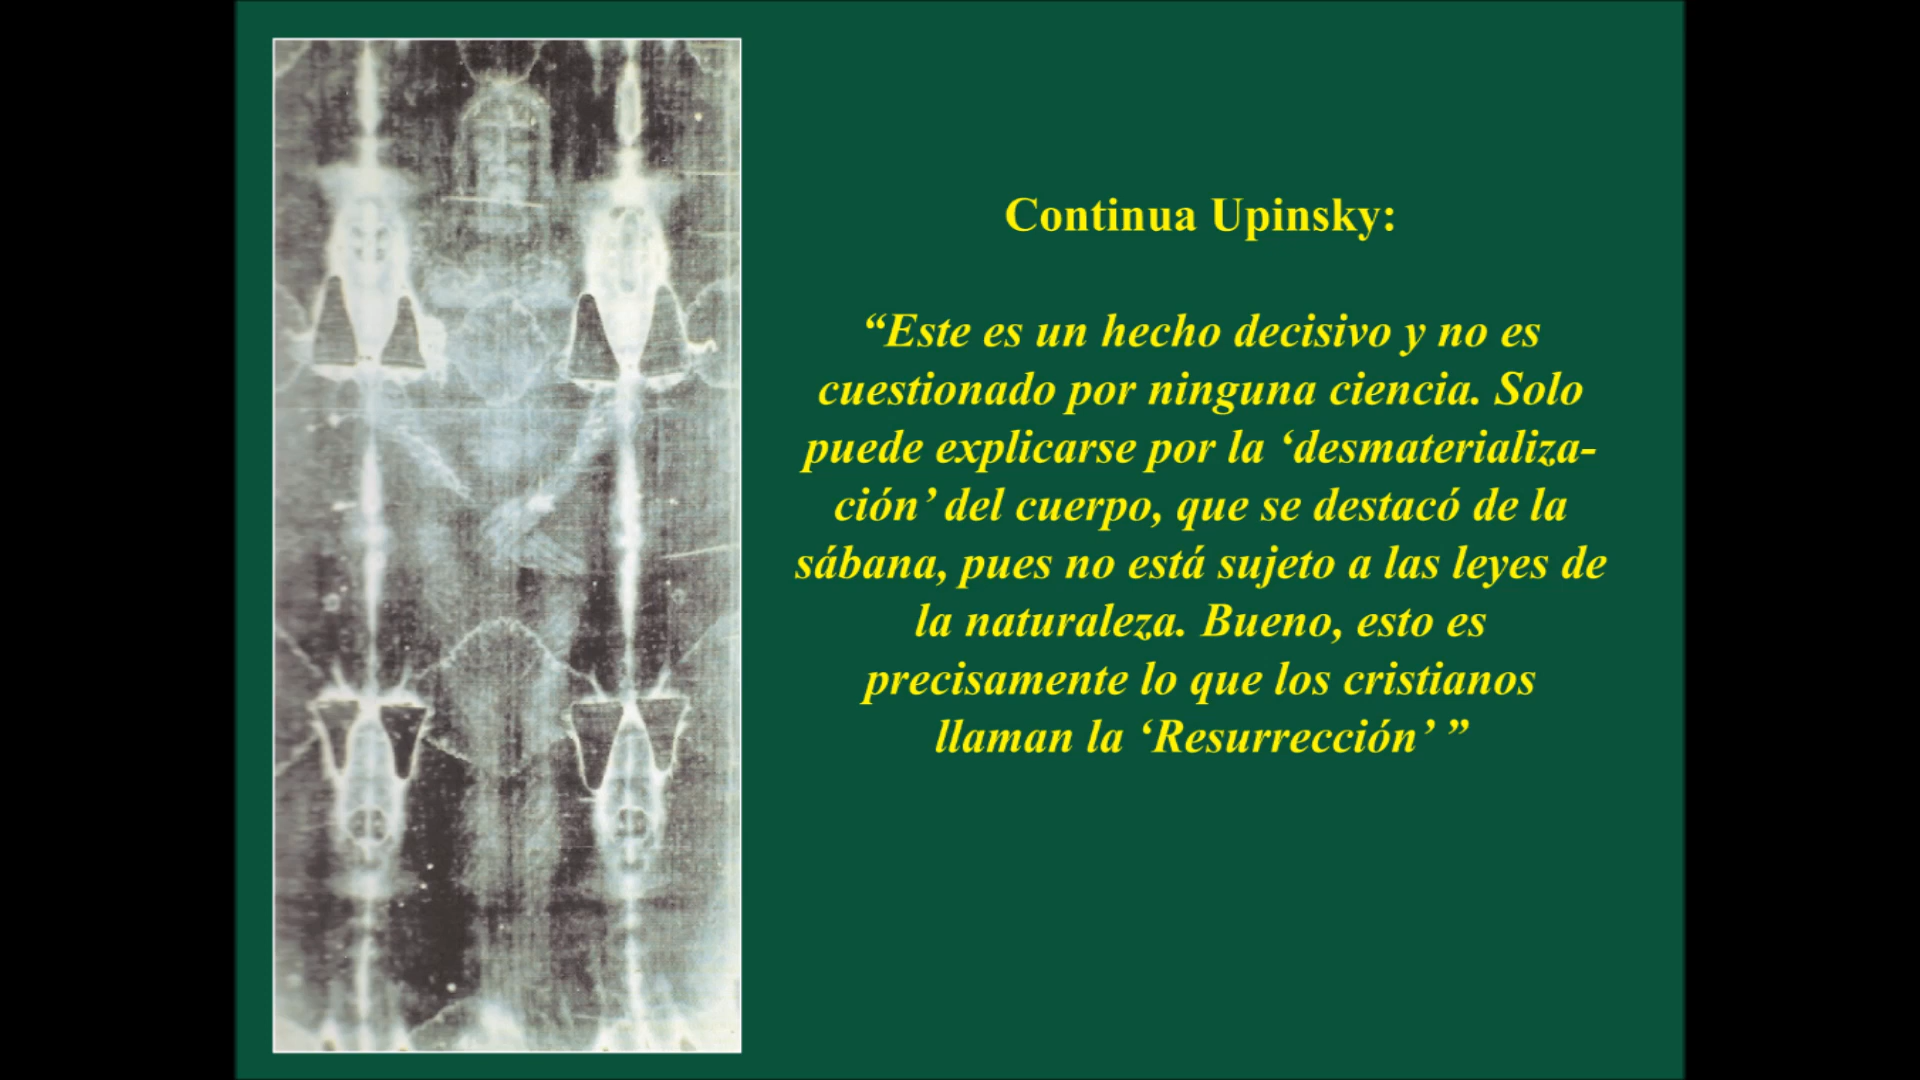 Continua Upinsky:
“Este es un hecho decisivo y no es
cuestionado por ninguna ciencia. Solo
puede explicarse por la ‘desmaterializa-
ción’ del cuerpo, que se destacó de la
sábana, pues no está sujeto a las leyes de
la naturaleza. Bueno, esto es
precisamente lo que los cristianos
llaman la ‘Resurrección’ ”